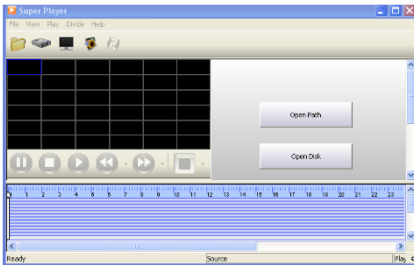 Super Player
File View Play Divide Help
Open Path
Open Disk
0 1 2 3 4 5 6 7 8 9 10 11 12 13 14 15 16 17 18 19 20 21 22 23
Ready Source Play